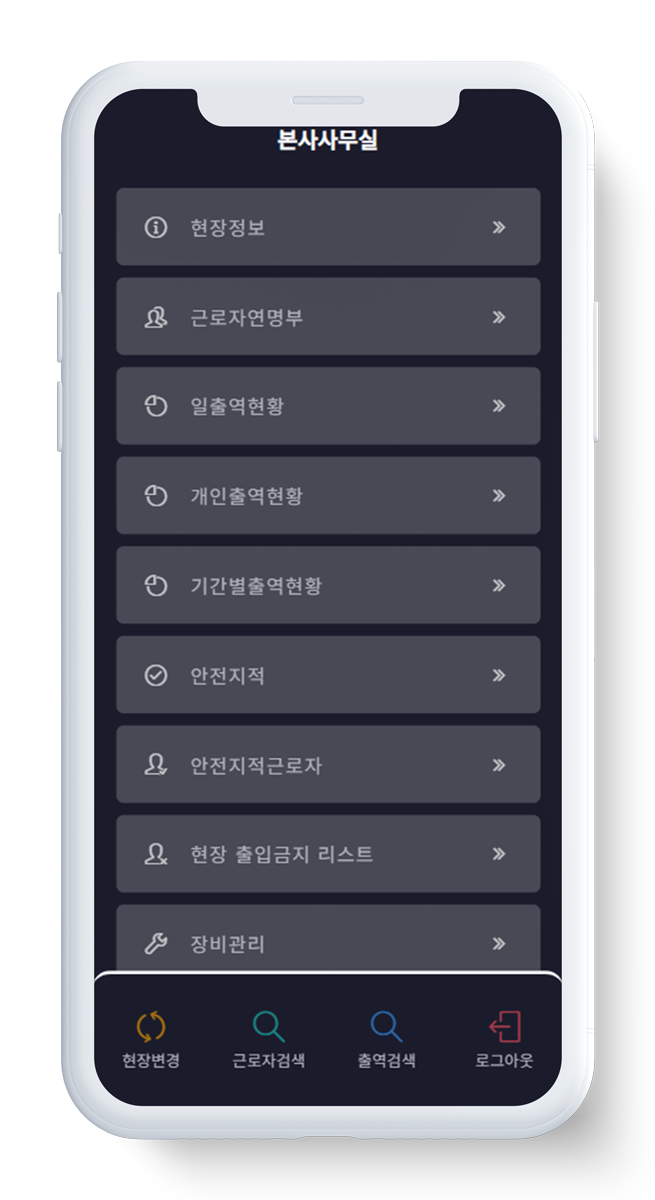 본사사무실
현장정보
근로자연명부
일출역현황
개인출역현황
기간별출역현황
안전지적
안전지적근로자
현장 출입금지 리스트
장비관리
현장변경
근로자검색
출역검색
로그아웃